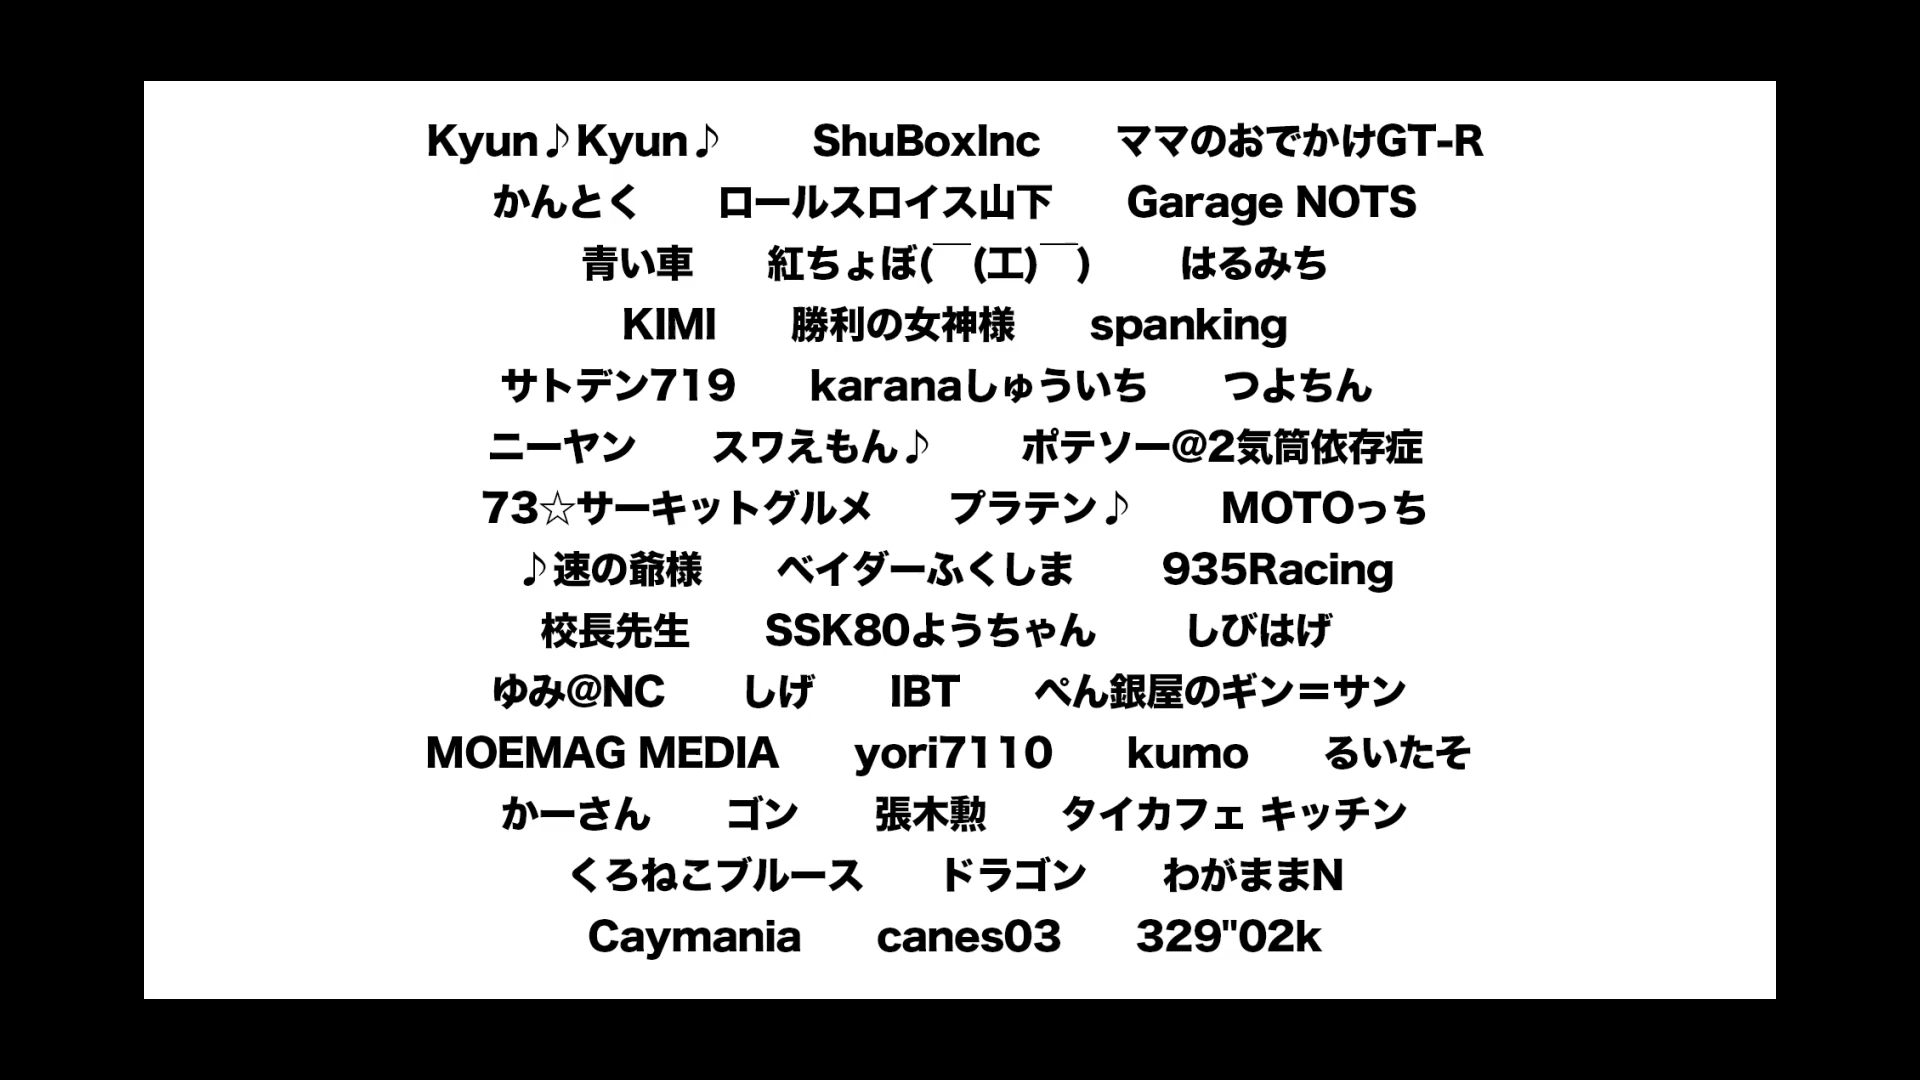 Kyun♪Kyun♪　　ShuBoxInc　　ママのおでかけGT-R
かんとく　　ロールスロイス山下　　Garage NOTS
青い車　　紅ちょぼ(￣(工)￣)　　はるみち
KIMI　　勝利の女神様　　spanking
サトデン719　　karanaしゅういち　　つよちん
ニーヤン　　スワえもん♪　　ポテソー@2気筒依存症
73☆サーキットグルメ　　プラテン♪　　MOTOっち
♪速の爺様　　ベイダーふくしま　　935Racing
校長先生　　SSK80ようちゃん　　しびはげ
ゆみ@NC　　しげ　　IBT　　ぺん銀屋のギン＝サン
MOEMAG MEDIA　　yori7110　　kumo　　るいたそ
かーさん　　ゴン　　張木勲　　タイカフェ キッチン
くろねこブルース　　ドラゴン　　わがままN
Caymania　　canes03　　329"02k